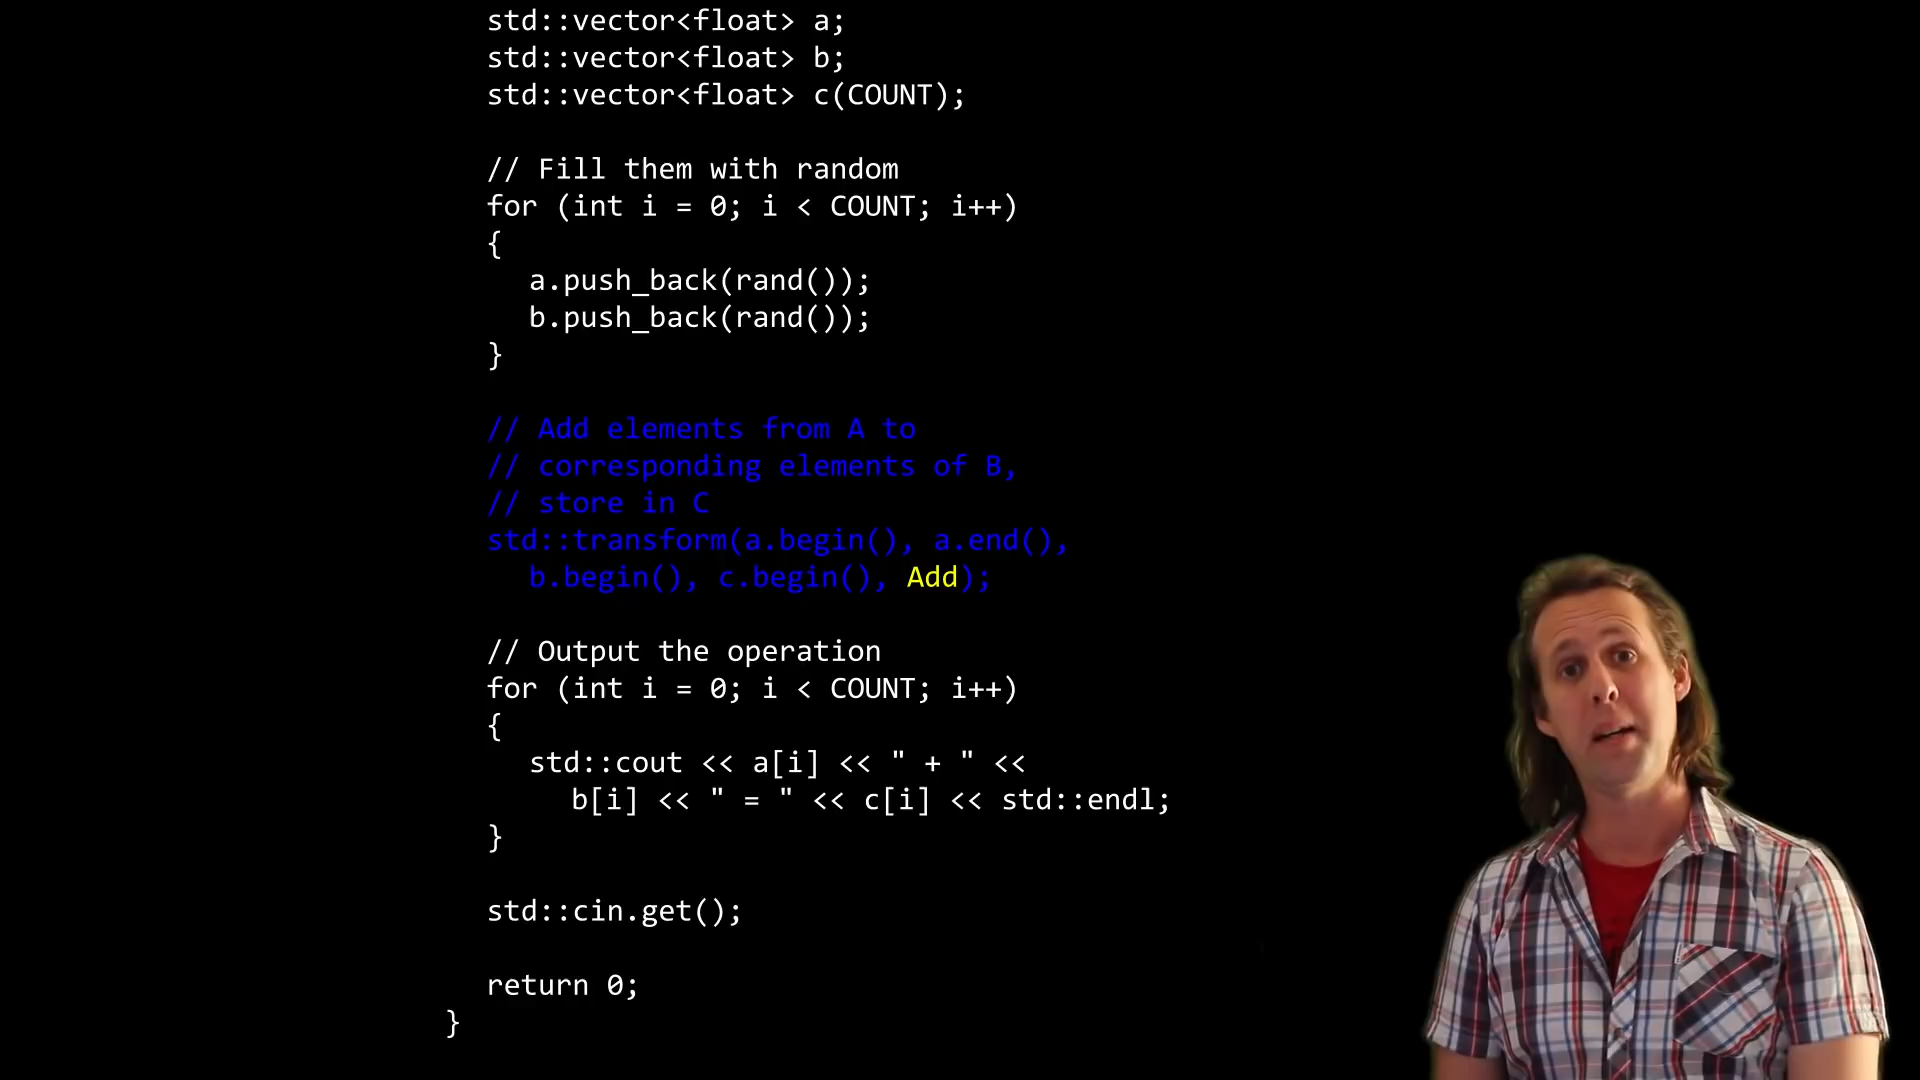 std::vector<float> a;
std::vector<float> b;
std::vector<float> c(COUNT);
// Fill them with random
for (int i = 0; i < COUNT; i++)
{
a.push_back(rand());
b.push_back(rand());
}
// Add elements from A to
// corresponding elements of B,
// store in C
std::transform(a.begin(), a.end(),
b.begin(), c.begin(), Add);
// Output the operation
for (int i = 0; i < COUNT; i++)
{
std::cout << a[i] << " + " <<
b[i] << " = " << c[i] << std::endl;
}
std::cin.get();
return 0;
}